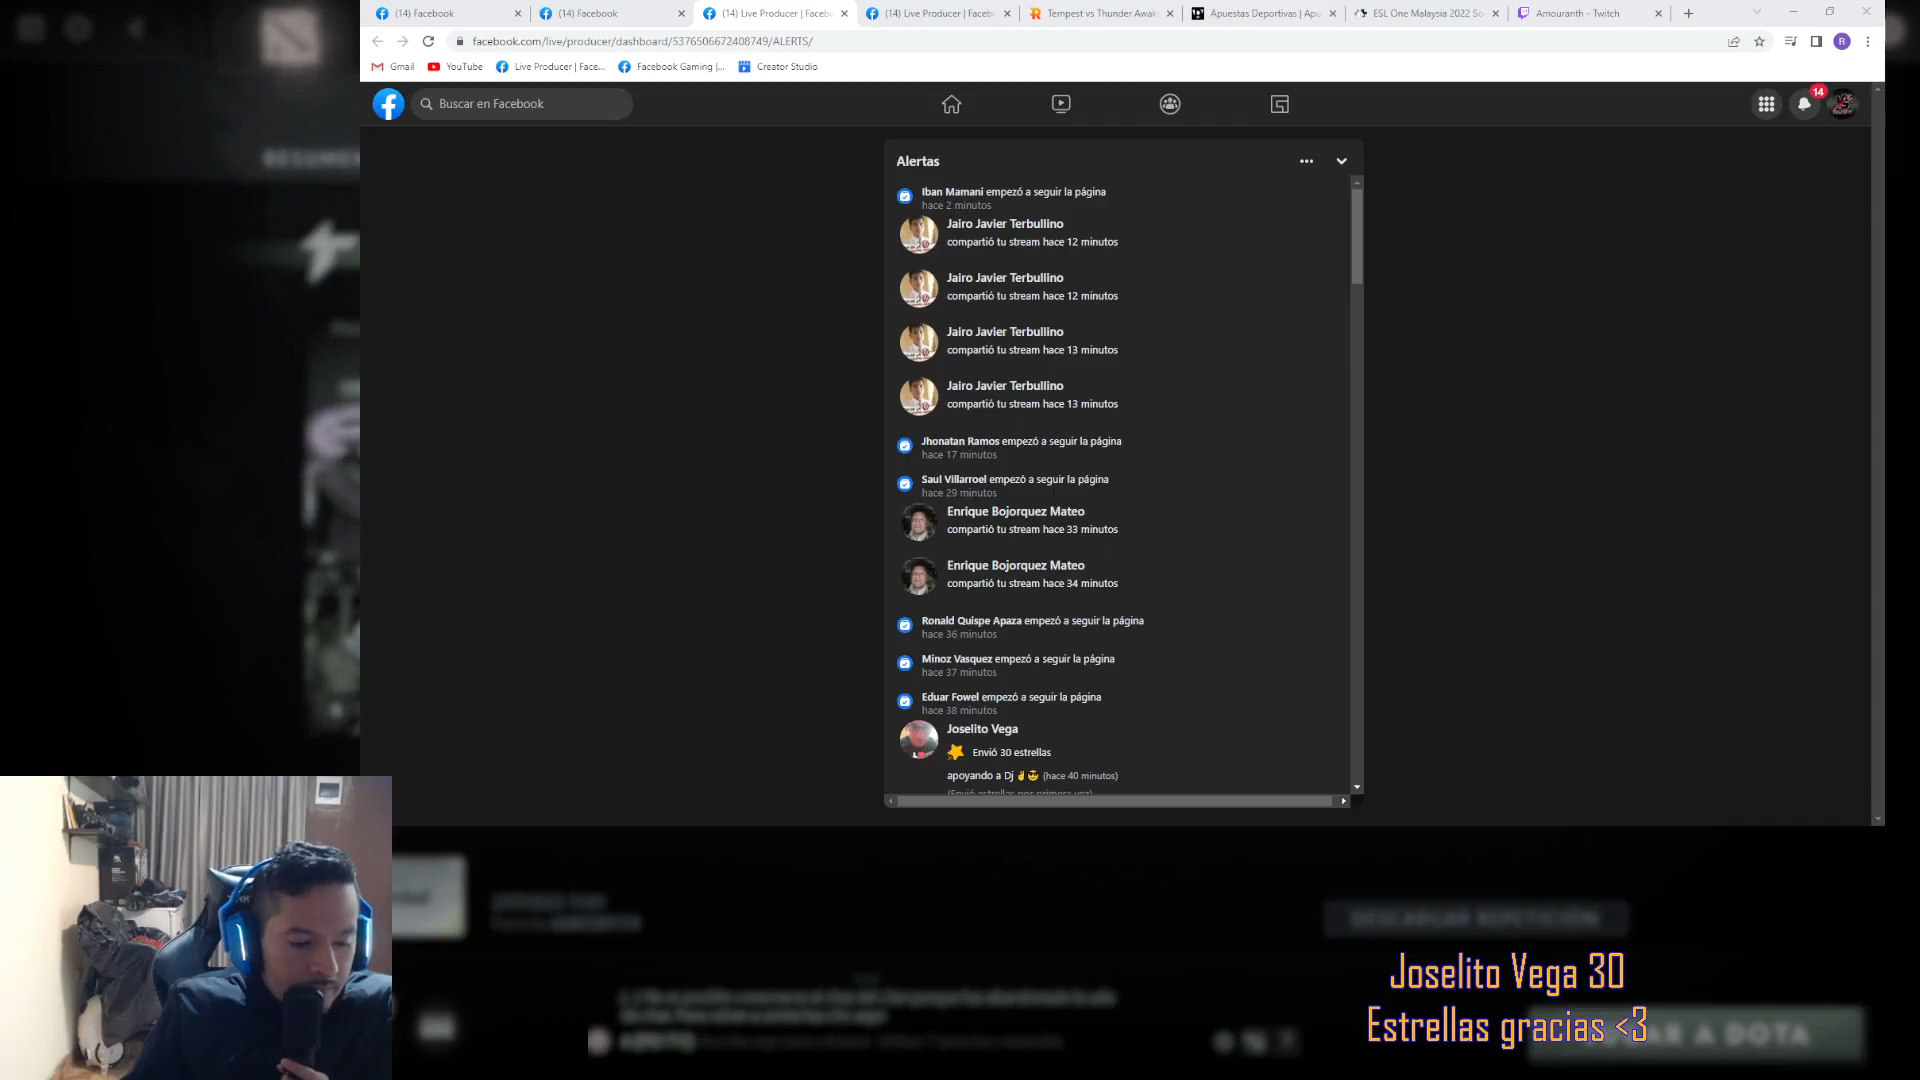 (14) Facebook
(14) Facebook
(14) Live Producer | Facebo
(14) Live Producer | Facebo
Tempest vs Thunder Awak
Apuestas Deportivas | Apu
ESL One Malaysia 2022 So
Amouranth - Twitch
facebook.com/live/producer/dashboard/5376506672408749/ALERTS/
R
Gmail
YouTube
Live Producer | Face...
Facebook Gaming |...
Creator Studio
Buscar en Facebook
14
RESUMEN
Alertas
Iban Mamani empezó a seguir la página
hace 2 minutos
Jairo Javier Terbullino
compartió tu stream hace 12 minutos
Jairo Javier Terbullino
compartió tu stream hace 12 minutos
Jairo Javier Terbullino
compartió tu stream hace 13 minutos
Jairo Javier Terbullino
compartió tu stream hace 13 minutos
Jhonatan Ramos empezó a seguir la página
hace 17 minutos
Saul Villarroel empezó a seguir la página
hace 29 minutos
Enrique Bojorquez Mateo
compartió tu stream hace 33 minutos
Enrique Bojorquez Mateo
compartió tu stream hace 34 minutos
Ronald Quispe Apaza empezó a seguir la página
hace 36 minutos
Minoz Vasquez empezó a seguir la página
hace 37 minutos
Eduar Fowel empezó a seguir la página
hace 38 minutos
Joselito Vega
Envió 30 estrellas
apoyando a Dj ✌😎 (hace 40 minutos)
(Envió estrellas por primera vez)
DESCARGAR REPETICIÓN
Joselito Vega 30
Estrellas gracias <3
AR A DOTA